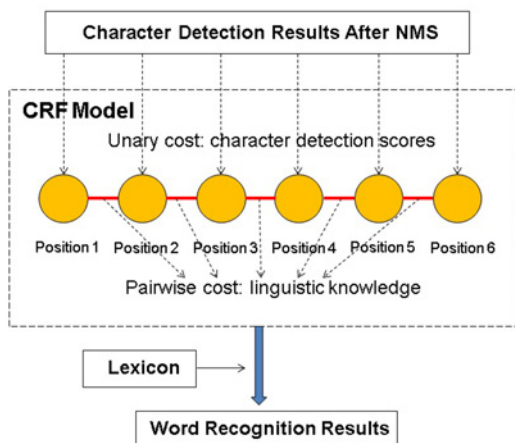 Character Detection Results After NMS
CRF Model
Unary cost: character detection scores
Position 1 Position 2 Position 3 Position 4 Position 5 Position 6
Pairwise cost: linguistic knowledge
Lexicon
Word Recognition Results